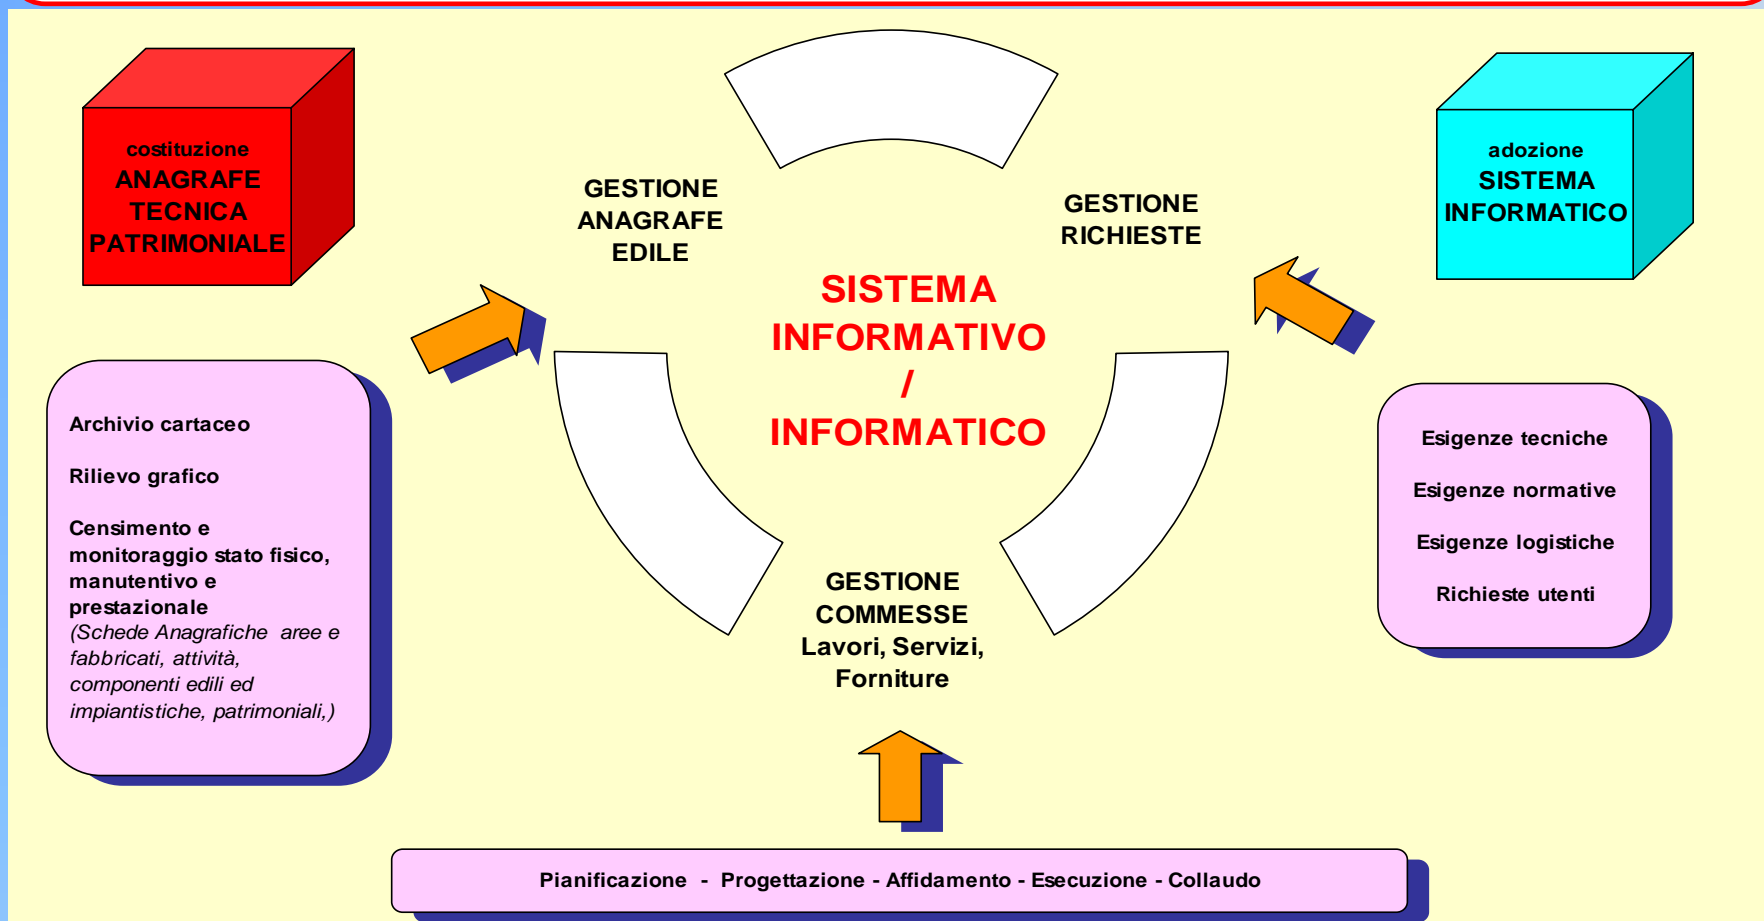 costituzione
ANAGRAFE
TECNICA
PATRIMONIALE
GESTIONE
ANAGRAFE
EDILE
GESTIONE
RICHIESTE
adozione
SISTEMA
INFORMATICO
SISTEMA
INFORMATIVO
/
INFORMATICO
Archivio cartaceo
Rilievo grafico
Censimento e
monitoraggio stato fisico,
manutentivo e
prestazionale
(Schede Anagrafiche aree e
fabbricati, attività,
componenti edili ed
impiantistiche, patrimoniali,)
Esigenze tecniche
Esigenze normative
Esigenze logistiche
Richieste utenti
GESTIONE
COMMESSE
Lavori, Servizi,
Forniture
Pianificazione - Progettazione - Affidamento - Esecuzione - Collaudo